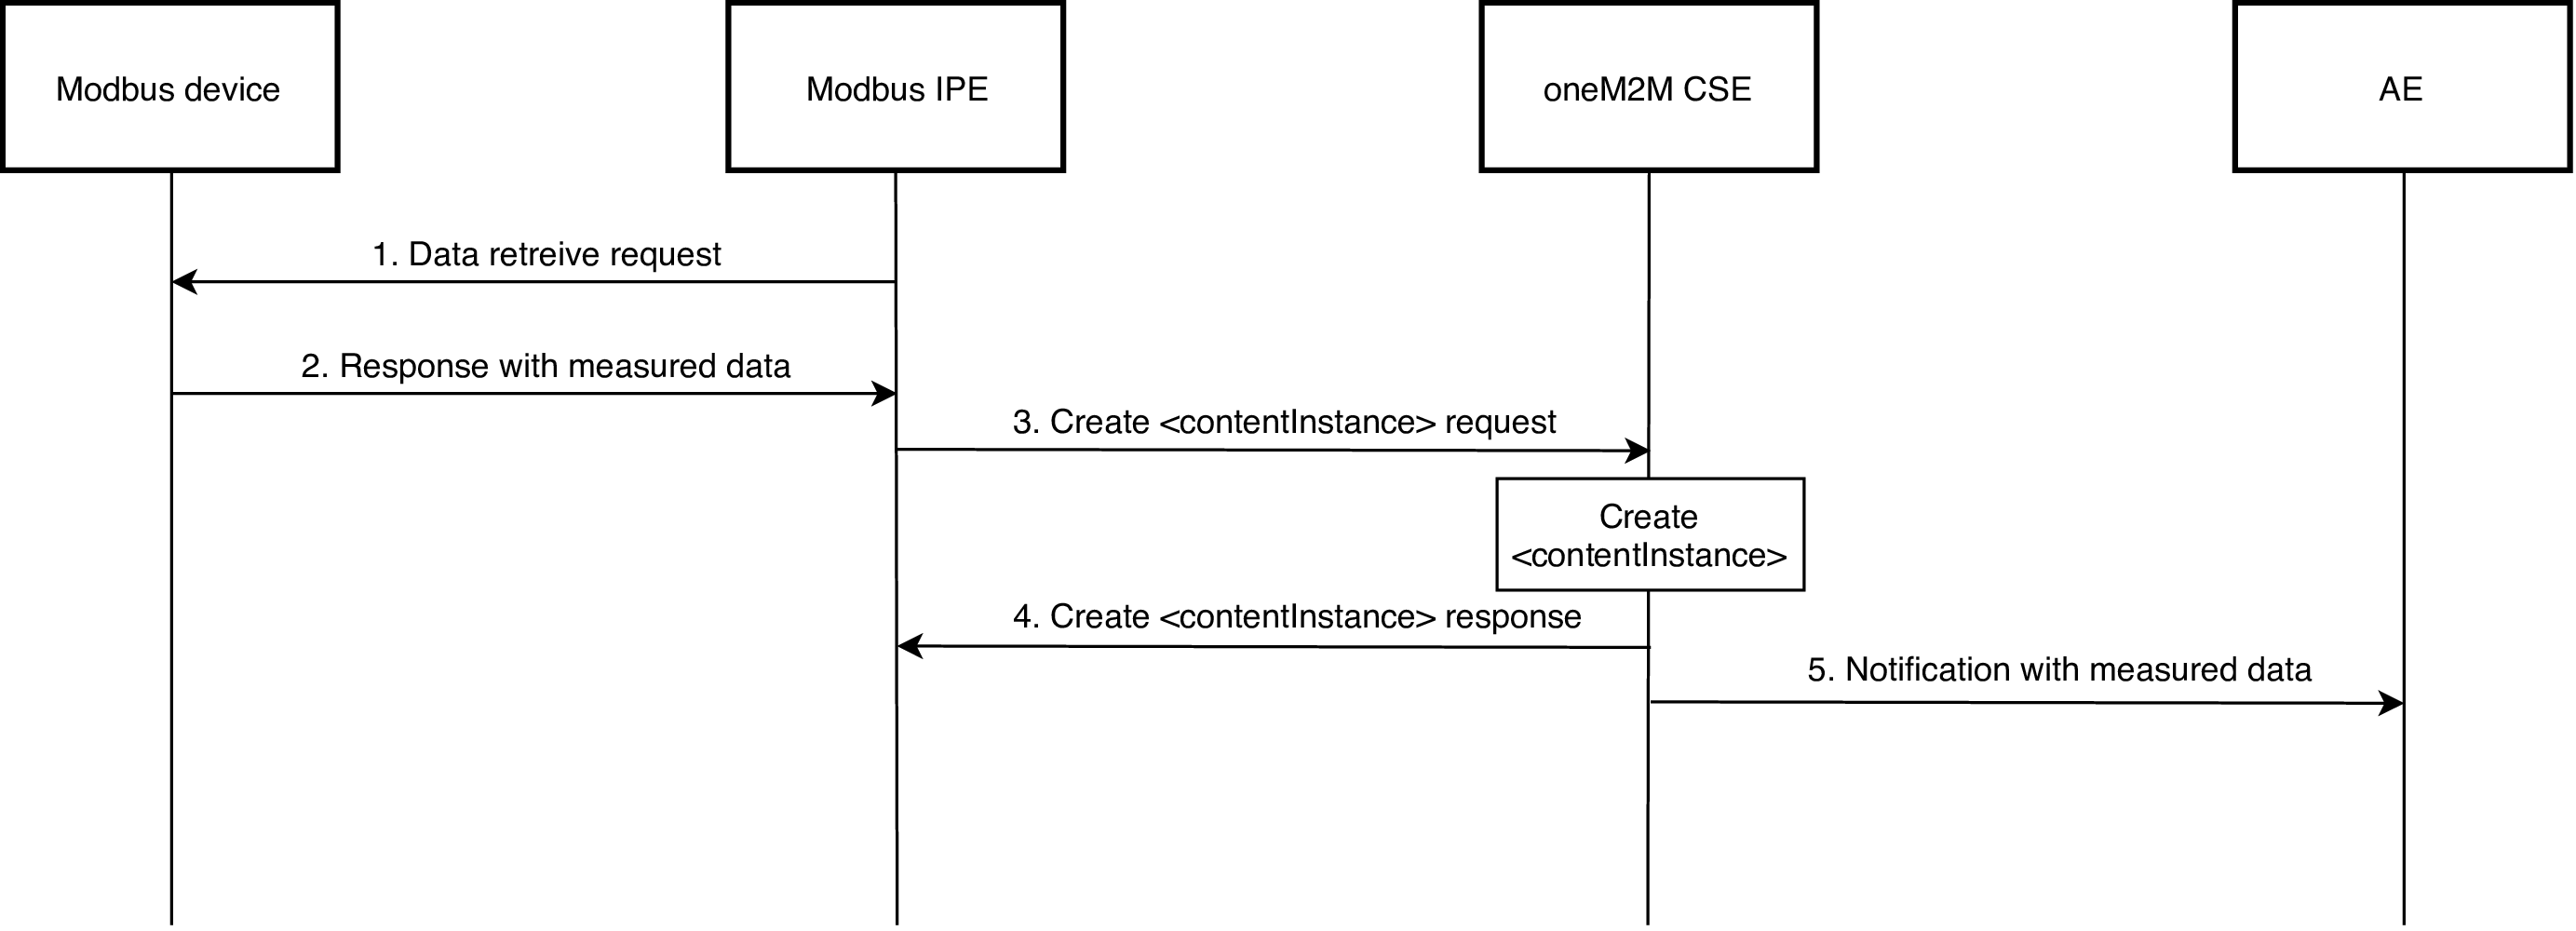 Modbus device
Modbus IPE
oneM2M CSE
AE
1. Data retreive request
2. Response with measured data
3. Create <contentInstance> request
Create
<contentInstance>
4. Create <contentInstance> response
5. Notification with measured data